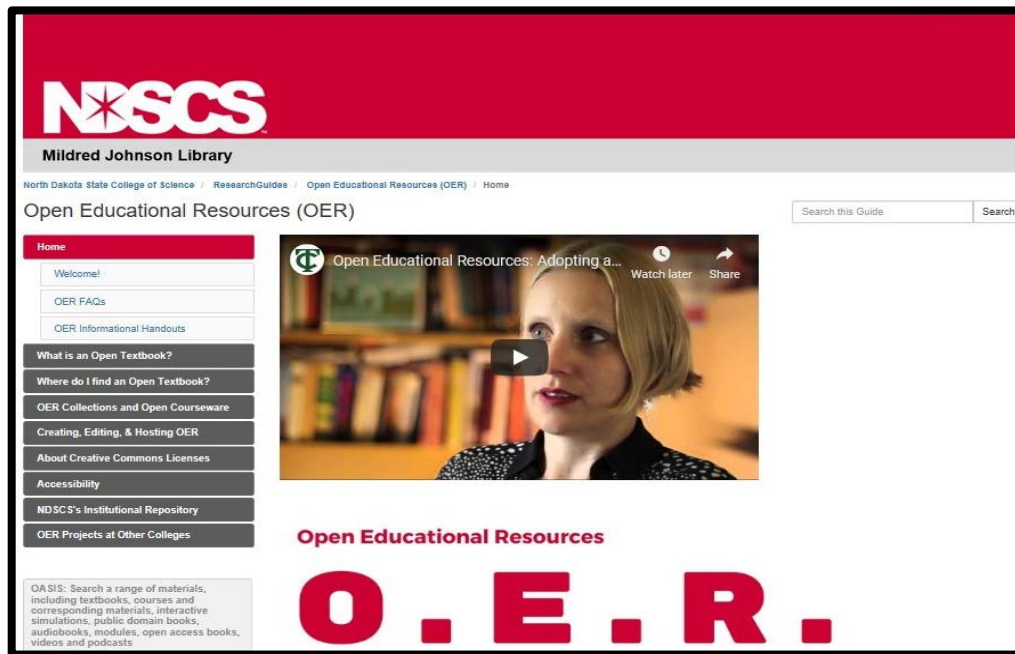 NDSCS
Mildred Johnson Library
North Dakota State College of Science / ResearchGuides / Open Educational Resources (OER) / Home
Open Educational Resources (OER)
Search this Guide
Search
Home
Welcome!
OER FAQs
OER Informational Handouts
What is an Open Textbook?
Where do I find an Open Textbook?
OER Collections and Open Courseware
Creating, Editing, & Hosting OER
About Creative Commons Licenses
Accessibility
NDSCS's Institutional Repository
OER Projects at Other Colleges
OASIS: Search a range of materials,
including textbooks, courses and
corresponding materials, interactive
simulations, public domain books,
audiobooks, modules, open access books,
videos and podcasts
TC
Open Educational Resources: Adopting a...
Watch later
Share
Open Educational Resources
O.E.R.